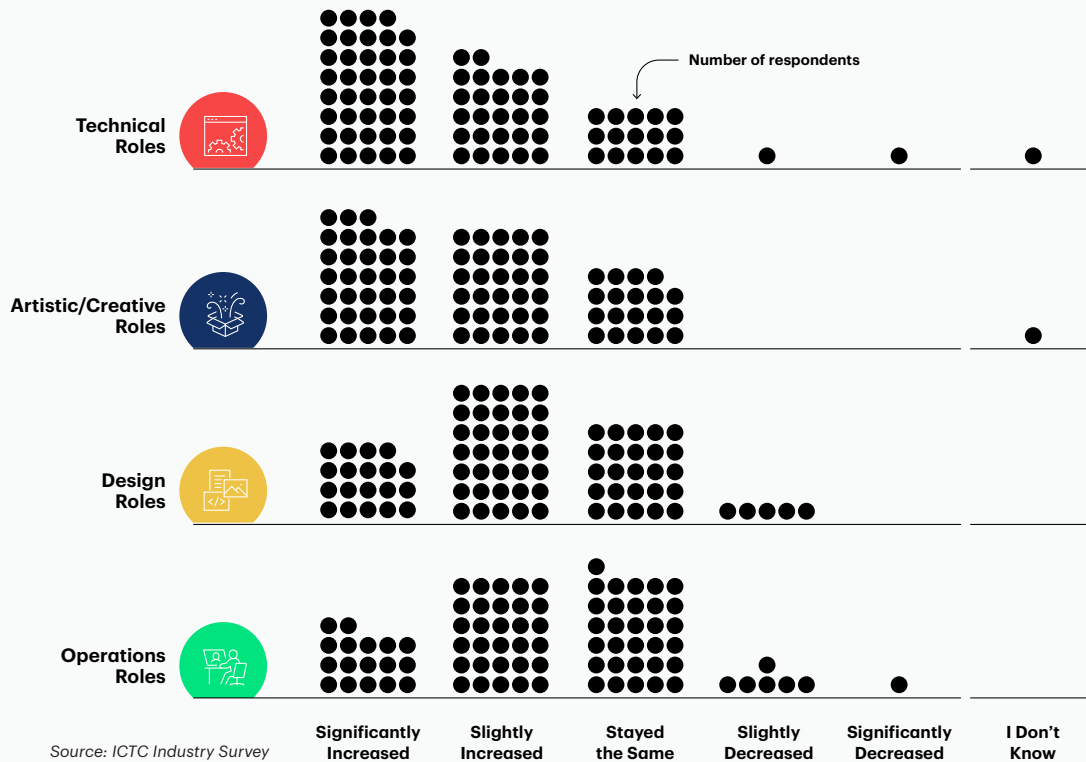 Number of respondents
Technical
Roles
Artistic/Creative
Roles
</>
Design
Roles
Operations
Roles
Significantly
Increased
Slightly
Increased
Stayed
the Same
Slightly
Decreased
Significantly
Decreased
I Don't
Know
Source: ICTC Industry Survey